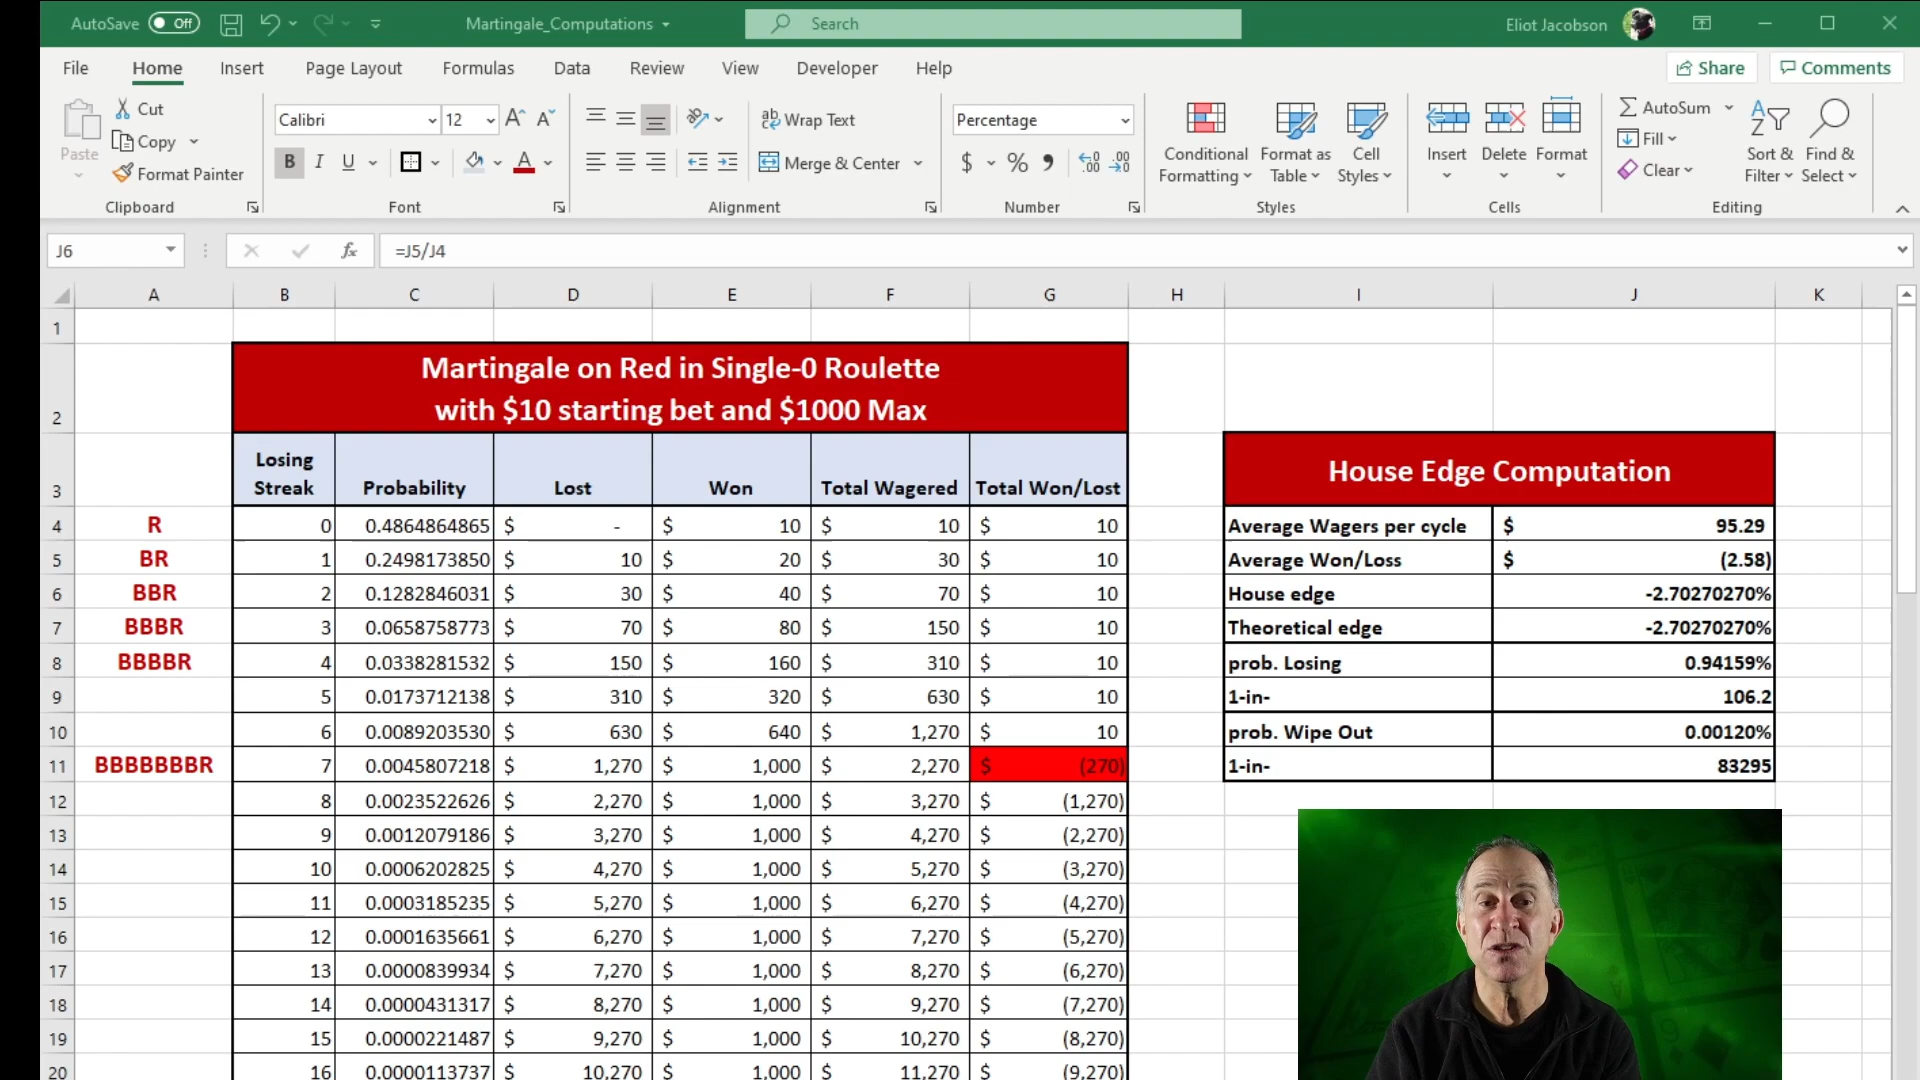 AutoSave Off Martingale_Computations Search Eliot Jacobson
File Home Insert Page Layout Formulas Data Review View Developer Help Share Comments
Paste Cut Copy Format Painter Clipboard
Calibri 12 A A B I U A Font
ab Wrap Text Merge & Center Alignment
Percentage $ % Number
Conditional Formatting Format as Table Cell Styles Styles
Insert Delete Format Cells
AutoSum Fill Clear Sort & Filter Find & Select Editing
J6 fx =J5/J4
A B C D E F G H I J K
1
2 Martingale on Red in Single-0 Roulette
with $10 starting bet and $1000 Max
3 Losing Streak Probability Lost Won Total Wagered Total Won/Lost House Edge Computation
4 R 0 0.4864864865 $ - $ 10 $ 10 $ 10 Average Wagers per cycle $ 95.29
5 BR 1 0.2498173850 $ 10 $ 20 $ 30 $ 10 Average Won/Loss $ (2.58)
6 BBR 2 0.1282846031 $ 30 $ 40 $ 70 $ 10 House edge -2.70270270%
7 BBBR 3 0.0658758773 $ 70 $ 80 $ 150 $ 10 Theoretical edge -2.70270270%
8 BBBBR 4 0.0338281532 $ 150 $ 160 $ 310 $ 10 prob. Losing 0.94159%
9 5 0.0173712138 $ 310 $ 320 $ 630 $ 10 1-in- 106.2
10 6 0.0089203530 $ 630 $ 640 $ 1,270 $ 10 prob. Wipe Out 0.00120%
11 BBBBBBBR 7 0.0045807218 $ 1,270 $ 1,000 $ 2,270 $ (270) 1-in- 83295
12 8 0.0023522626 $ 2,270 $ 1,000 $ 3,270 $ (1,270)
13 9 0.0012079186 $ 3,270 $ 1,000 $ 4,270 $ (2,270)
14 10 0.0006202825 $ 4,270 $ 1,000 $ 5,270 $ (3,270)
15 11 0.0003185235 $ 5,270 $ 1,000 $ 6,270 $ (4,270)
16 12 0.0001635661 $ 6,270 $ 1,000 $ 7,270 $ (5,270)
17 13 0.0000839934 $ 7,270 $ 1,000 $ 8,270 $ (6,270)
18 14 0.0000431317 $ 8,270 $ 1,000 $ 9,270 $ (7,270)
19 15 0.0000221487 $ 9,270 $ 1,000 $ 10,270 $ (8,270)
20 16 0.0000113737 $ 10,270 $ 1,000 $ 11,270 $ (9,270)